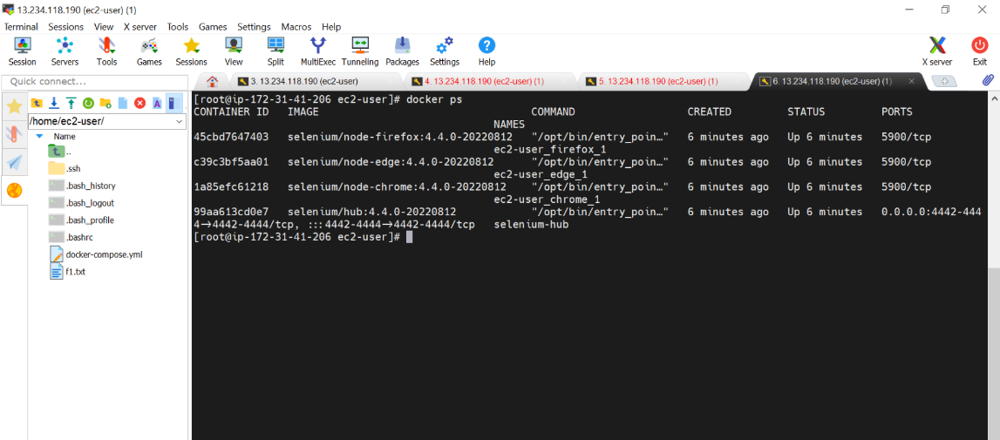 13.234.118.190 (ec2-user) (1)
Terminal Sessions View X server Tools Games Settings Macros Help
Session Servers Tools Games Sessions View Split MultiExec Tunneling Packages Settings Help X server Exit
Quick connect...
3. 13.234.118.190 (ec2-user)
4. 13.234.118.190 (ec2-user) (1)
5. 13.234.118.190 (ec2-user) (1)
6. 13.234.118.190 (ec2-user) (1)
/home/ec2-user/
Name
..
.ssh
.bash_history
.bash_logout
.bash_profile
.bashrc
docker-compose.yml
f1.txt
[root@ip-172-31-41-206 ec2-user]# docker ps
CONTAINER ID IMAGE COMMAND CREATED STATUS PORTS
NAMES
45cbd7647403 selenium/node-firefox:4.4.0-20220812 "/opt/bin/entry_poin…" 6 minutes ago Up 6 minutes 5900/tcp
ec2-user_firefox_1
c39c3bf5aa01 selenium/node-edge:4.4.0-20220812 "/opt/bin/entry_poin…" 6 minutes ago Up 6 minutes 5900/tcp
ec2-user_edge_1
1a85efc61218 selenium/node-chrome:4.4.0-20220812 "/opt/bin/entry_poin…" 6 minutes ago Up 6 minutes 5900/tcp
ec2-user_chrome_1
99aa613cd0e7 selenium/hub:4.4.0-20220812 "/opt/bin/entry_poin…" 6 minutes ago Up 6 minutes 0.0.0.0:4442-444
4→4442-4444/tcp, :::4442-4444→4442-4444/tcp selenium-hub
[root@ip-172-31-41-206 ec2-user]#